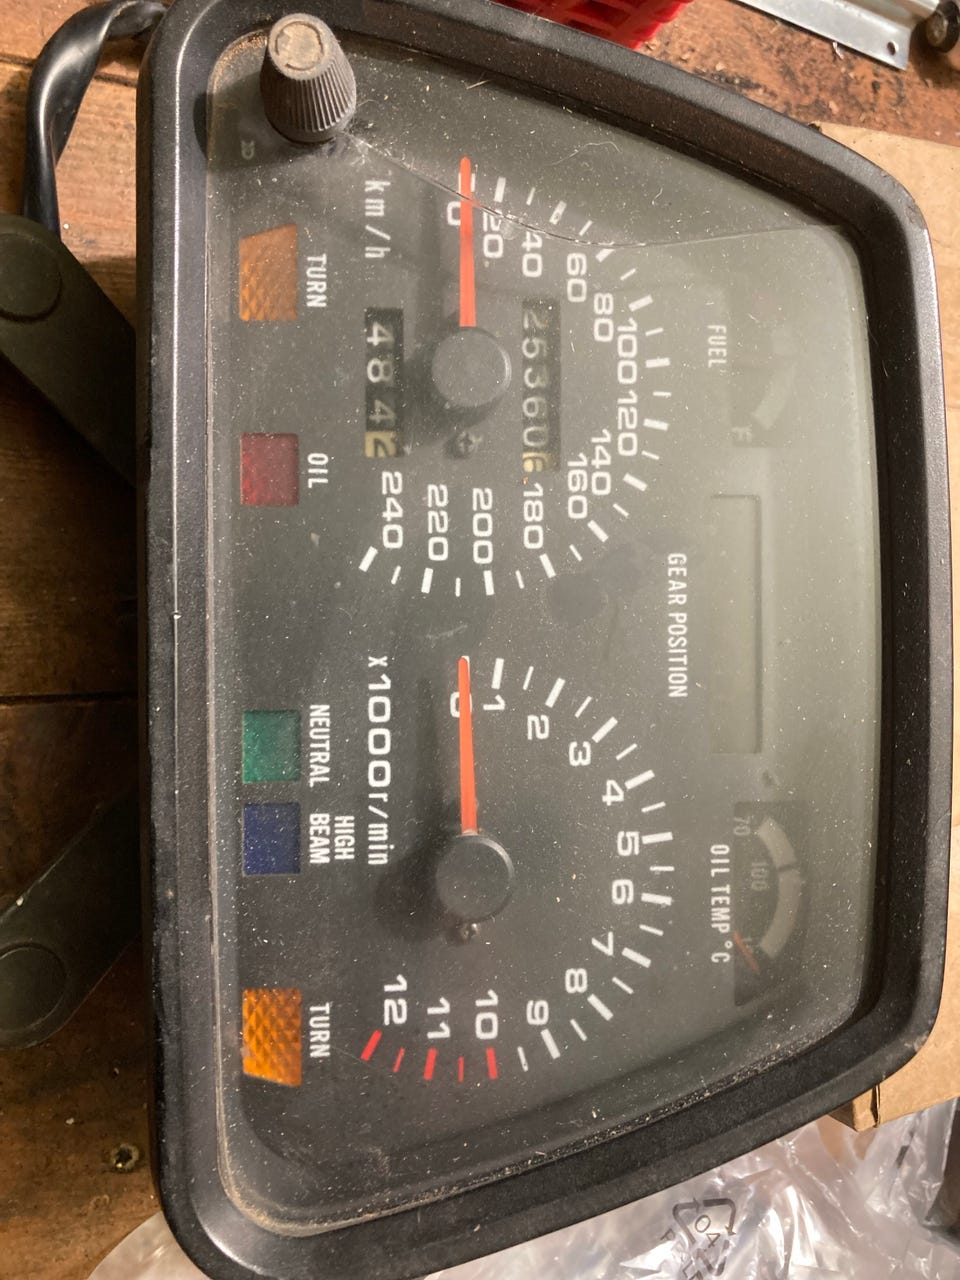 FUEL
F
GEAR POSITION
OIL TEMP °C
70
100
0
20
40
60
80
100
120
140
160
180
200
220
240
km/h
25360
4842
0
1
2
3
4
5
6
7
8
9
10
11
12
x1000r/min
TURN
OIL
NEUTRAL
HIGH
BEAM
TURN